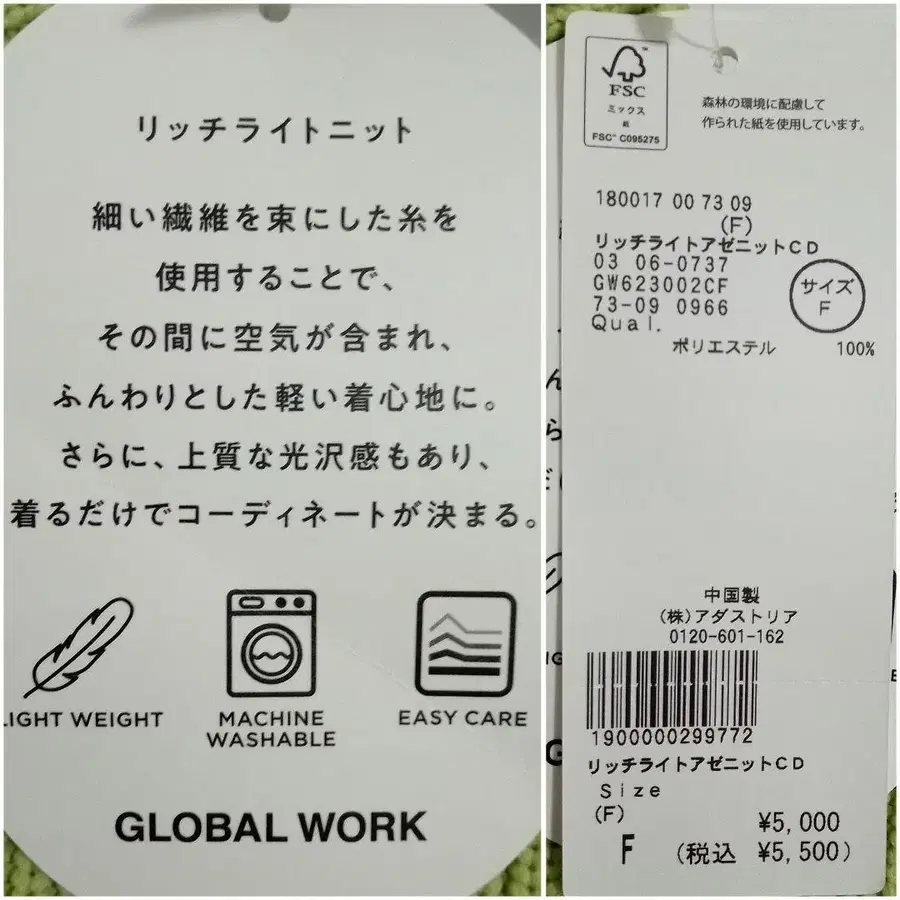 リッチライトニット
細い繊維を束にした糸を
使用することで、
その間に空気が含まれ、
ふんわりとした軽い着心地に。
さらに、上質な光沢感もあり、
着るだけでコーディネートが決まる。
LIGHT WEIGHT
MACHINE
WASHABLE
EASY CARE
GLOBAL WORK
FSC™
ミックス
紙
FSC® C095275
森林の環境に配慮して
作られた紙を使用しています。
180017 00 73 09
(F)
リッチライトアゼニットCD
03 06-0737
GW623002CF
73-09 0966
Qual.
サイズ
F
ポリエステル 100%
中国製
(株)アダストリア
0120-601-162
1900000299772
リッチライトアゼニットCD
Size
(F)
¥5,000
F (税込 ¥5,500)